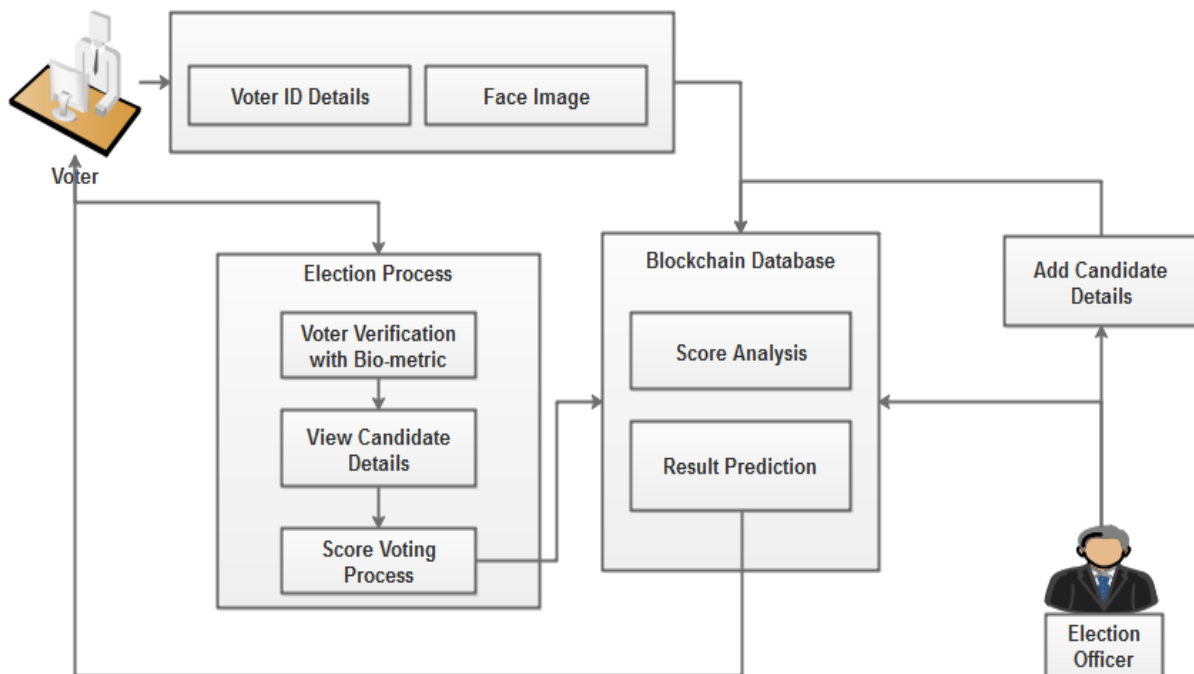 Voter ID Details
Face Image
Voter
Election Process
Voter Verification
with Bio-metric
View Candidate
Details
Score Voting
Process
Blockchain Database
Score Analysis
Result Prediction
Add Candidate
Details
Election
Officer